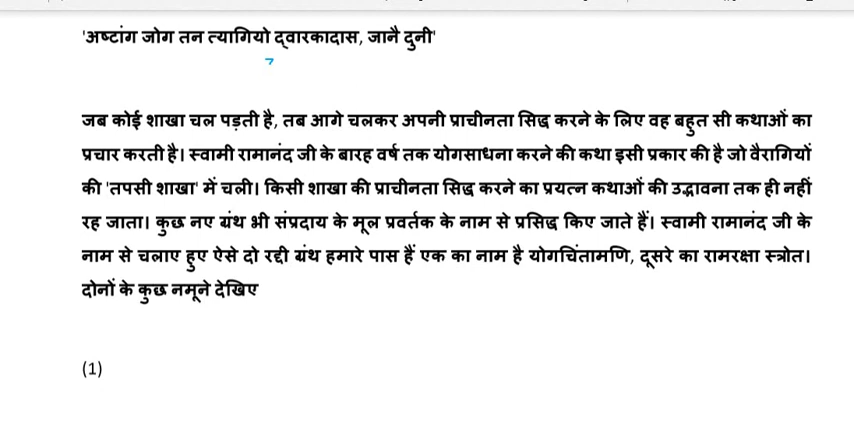 'अष्टांग जोग तन त्यागियो द्वारकादास, जानै दुनी'
जब कोई शाखा चल पड़ती है, तब आगे चलकर अपनी प्राचीनता सिद्ध करने के लिए वह बहुत सी कथाओं का
प्रचार करती है। स्वामी रामानंद जी के बारह वर्ष तक योगसाधना करने की कथा इसी प्रकार की है जो वैरागियों
की 'तपसी शाखा' में चली। किसी शाखा की प्राचीनता सिद्ध करने का प्रयत्न कथाओं की उद्भावना तक ही नहीं
रह जाता। कुछ नए ग्रंथ भी संप्रदाय के मूल प्रवर्तक के नाम से प्रसिद्ध किए जाते हैं। स्वामी रामानंद जी के
नाम से चलाए हुए ऐसे दो रद्दी ग्रंथ हमारे पास हैं एक का नाम है योगचिंतामणि, दूसरे का रामरक्षा स्त्रोत।
दोनों के कुछ नमूने देखिए
(1)